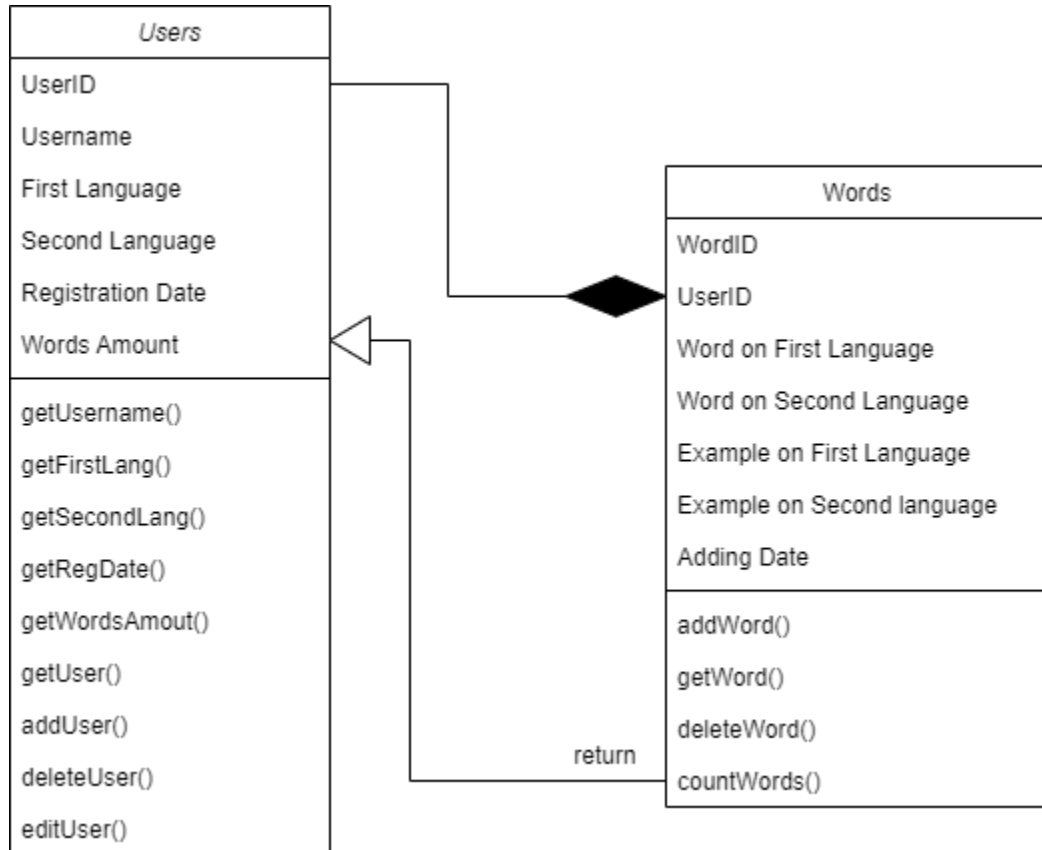 Users
UserID
Username
First Language
Second Language
Registration Date
Words Amount
getUsername()
getFirstLang()
getSecondLang()
getRegDate()
getWordsAmout()
getUser()
addUser()
deleteUser()
editUser()
Words
WordID
UserID
Word on First Language
Word on Second Language
Example on First Language
Example on Second language
Adding Date
addWord()
getWord()
deleteWord()
countWords()
return